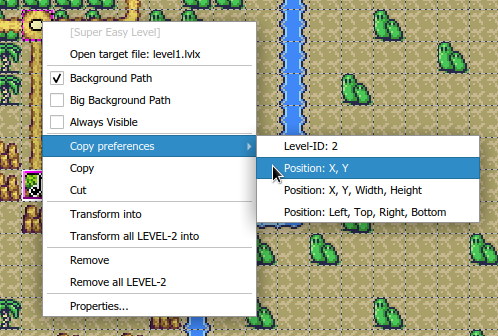 [Super Easy Level]
Open target file: level1.lvlx
Background Path
Big Background Path
Always Visible
Copy preferences
Copy
Cut
Transform into
Transform all LEVEL-2 into
Remove
Remove all LEVEL-2
Properties...
Level-ID: 2
Position: X, Y
Position: X, Y, Width, Height
Position: Left, Top, Right, Bottom